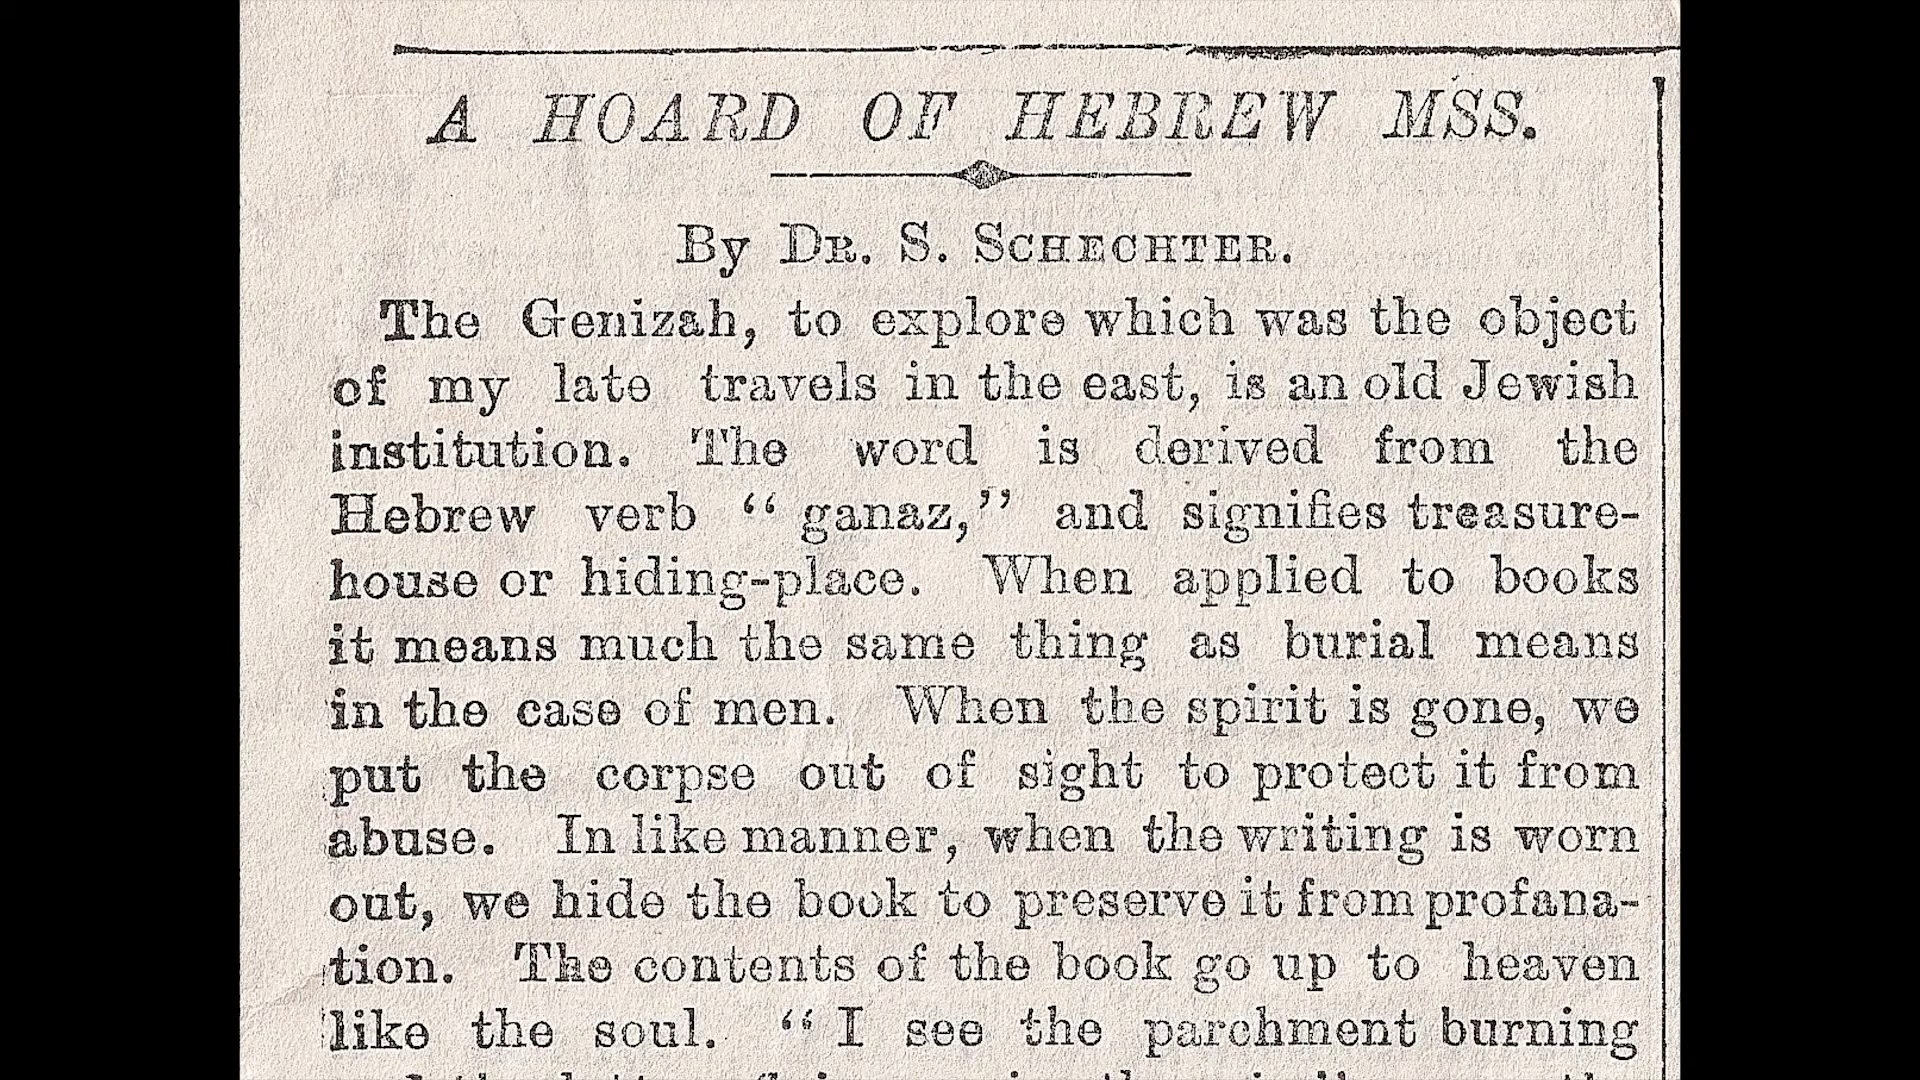 A HOARD OF HEBREW MSS.
By Dr. S. Schechter.
The Genizah, to explore which was the object
of my late travels in the east, is an old Jewish
institution. The word is derived from the
Hebrew verb “ ganaz,” and signifies treasure-
house or hiding-place. When applied to books
it means much the same thing as burial means
in the case of men. When the spirit is gone, we
put the corpse out of sight to protect it from
abuse. In like manner, when the writing is worn
out, we hide the book to preserve it from profana-
tion. The contents of the book go up to heaven
like the soul. “ I see the parchment burning